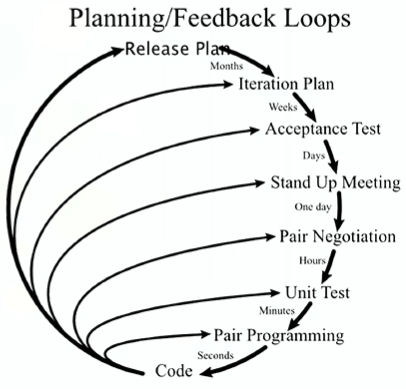 Planning/Feedback Loops
Release Plan
Months
Iteration Plan
Weeks
Acceptance Test
Days
Stand Up Meeting
One day
Pair Negotiation
Hours
Unit Test
Minutes
Pair Programming
Seconds
Code